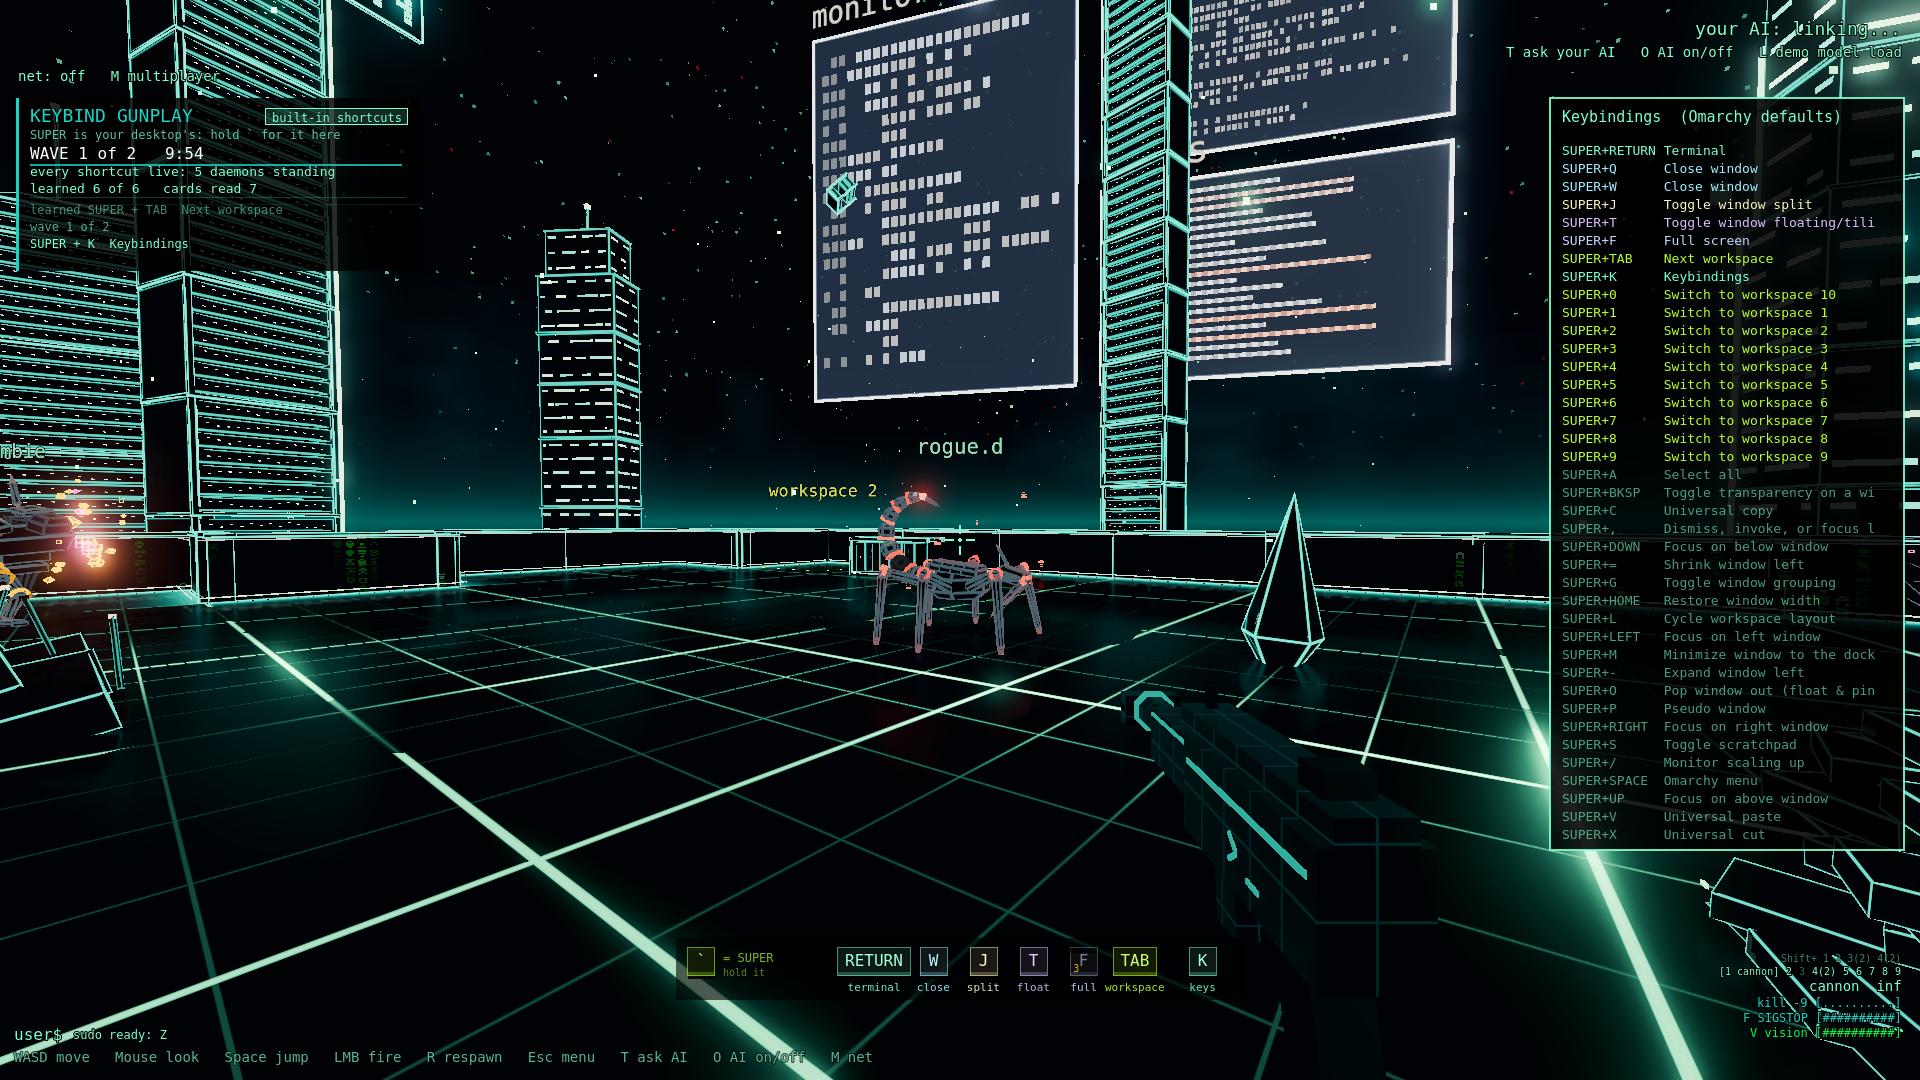 your AI: linking...
T ask your AI   O AI on/off   L demo model load
net: off   M multiplayer
KEYBIND GUNPLAY   built-in shortcuts
SUPER is your desktop's: hold ` for it here
WAVE 1 of 2   9:54
every shortcut live: 5 daemons standing
learned 6 of 6   cards read 7
learned SUPER + TAB  Next workspace
wave 1 of 2
SUPER + K  Keybindings
Keybindings  (Omarchy defaults)
SUPER+RETURN Terminal
SUPER+Q Close window
SUPER+W Close window
SUPER+J Toggle window split
SUPER+T Toggle window floating/tili
SUPER+F Full screen
SUPER+TAB Next workspace
SUPER+K Keybindings
SUPER+0 Switch to workspace 10
SUPER+1 Switch to workspace 1
SUPER+2 Switch to workspace 2
SUPER+3 Switch to workspace 3
SUPER+4 Switch to workspace 4
SUPER+5 Switch to workspace 5
SUPER+6 Switch to workspace 6
SUPER+7 Switch to workspace 7
SUPER+8 Switch to workspace 8
SUPER+9 Switch to workspace 9
SUPER+A Select all
SUPER+BKSP Toggle transparency on a wi
SUPER+C Universal copy
SUPER+, Dismiss, invoke, or focus l
SUPER+DOWN Focus on below window
SUPER+= Shrink window left
SUPER+G Toggle window grouping
SUPER+HOME Restore window width
SUPER+L Cycle workspace layout
SUPER+LEFT Focus on left window
SUPER+M Minimize window to the dock
SUPER+- Expand window left
SUPER+O Pop window out (float & pin
SUPER+P Pseudo window
SUPER+RIGHT Focus on right window
SUPER+S Toggle scratchpad
SUPER+/ Monitor scaling up
SUPER+SPACE Omarchy menu
SUPER+UP Focus on above window
SUPER+V Universal paste
SUPER+X Universal cut
rogue.d
workspace 2
` = SUPER
hold it
RETURN W J T 3 F TAB K
terminal close split float full workspace keys
[1 cannon] 2 3 4(2) 5 6 7 8 9
cannon  inf
kill -9 [..........]
F SIGSTOP [##########]
V vision [##########]
user$ sudo ready: Z
WASD move   Mouse look   Space jump   LMB fire   R respawn   Esc menu   T ask AI   O AI on/off   M net